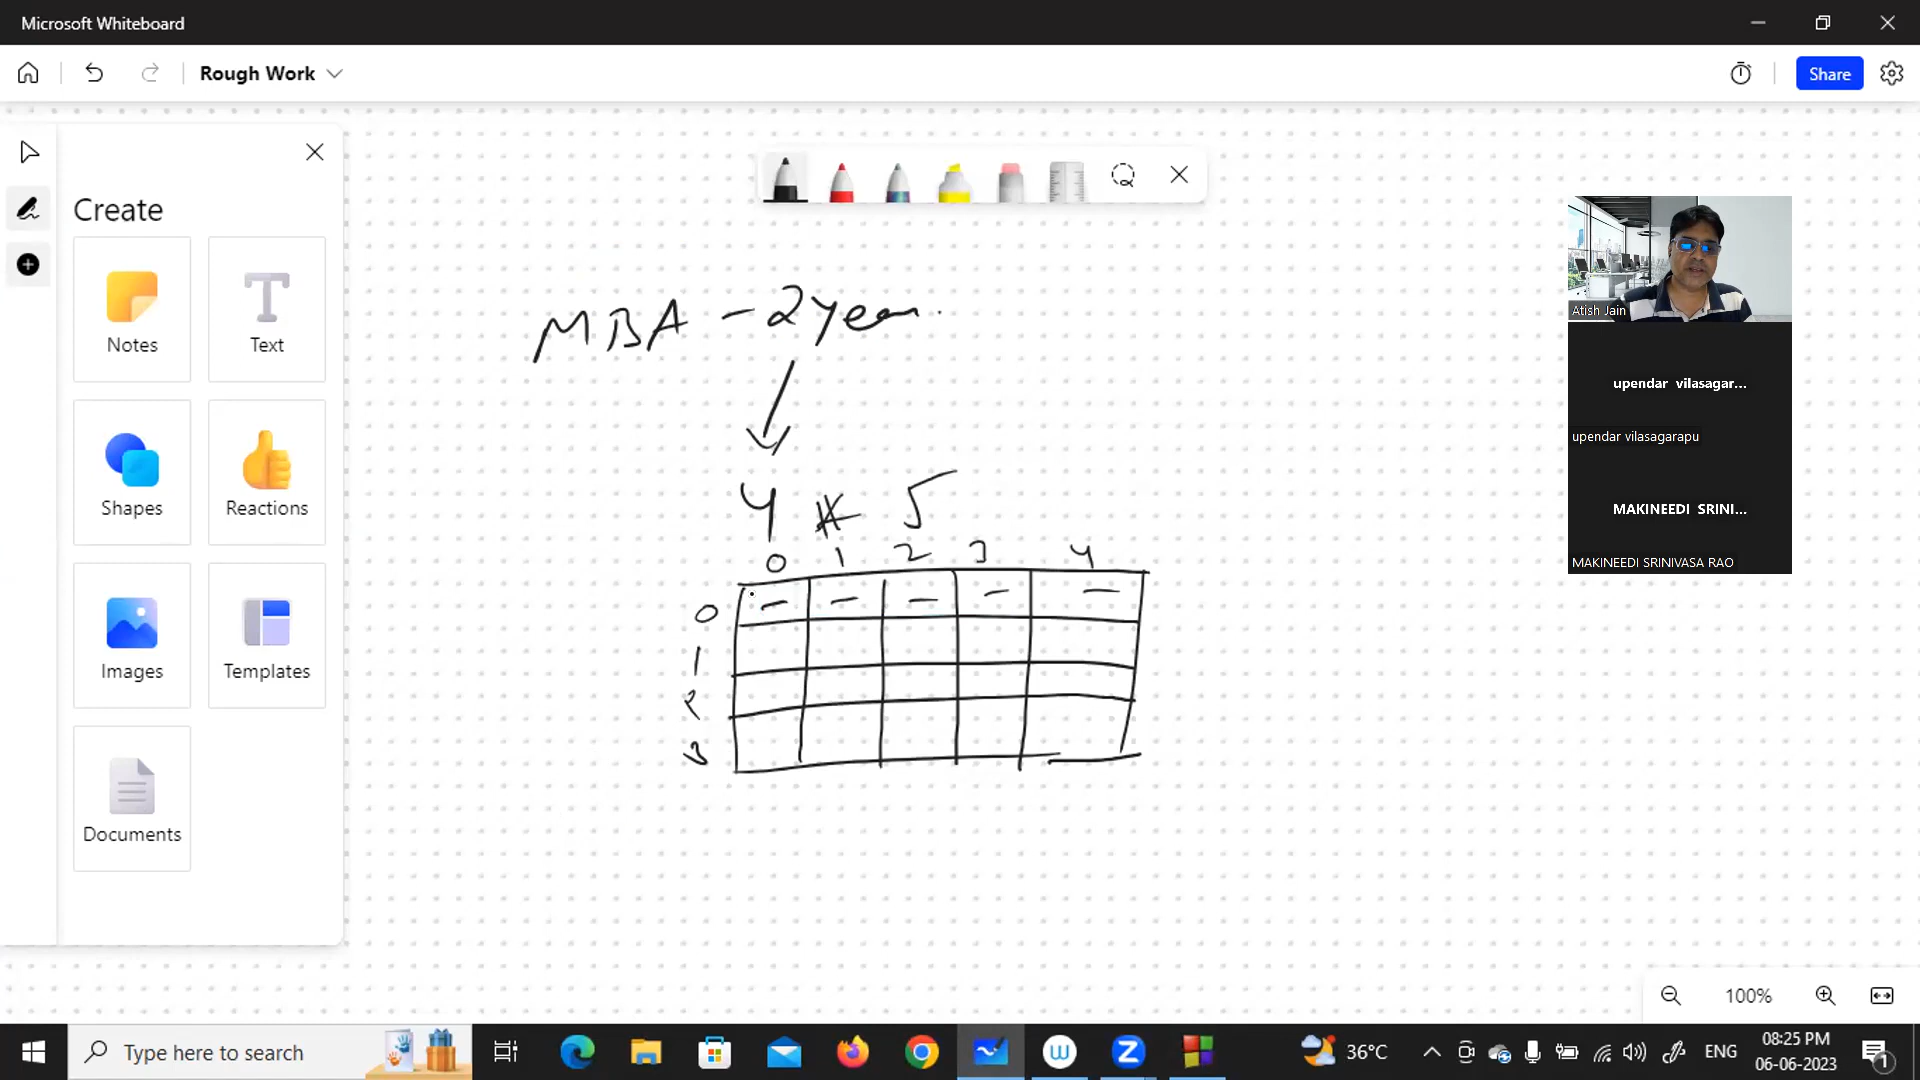 Microsoft Whiteboard
Rough Work
Share
Create
Notes
Text
Shapes
Reactions
Images
Templates
Documents
MBA - 2 year.
4 * 5
0 1 2 3 4
0
1
2
3
Atish Jain
upendar vilasagar...
upendar vilasagarapu
MAKINEEDI SRINI...
MAKINEEDI SRINIVASA RAO
100%
Type here to search
36°C
ENG
08:25 PM
06-06-2023
1